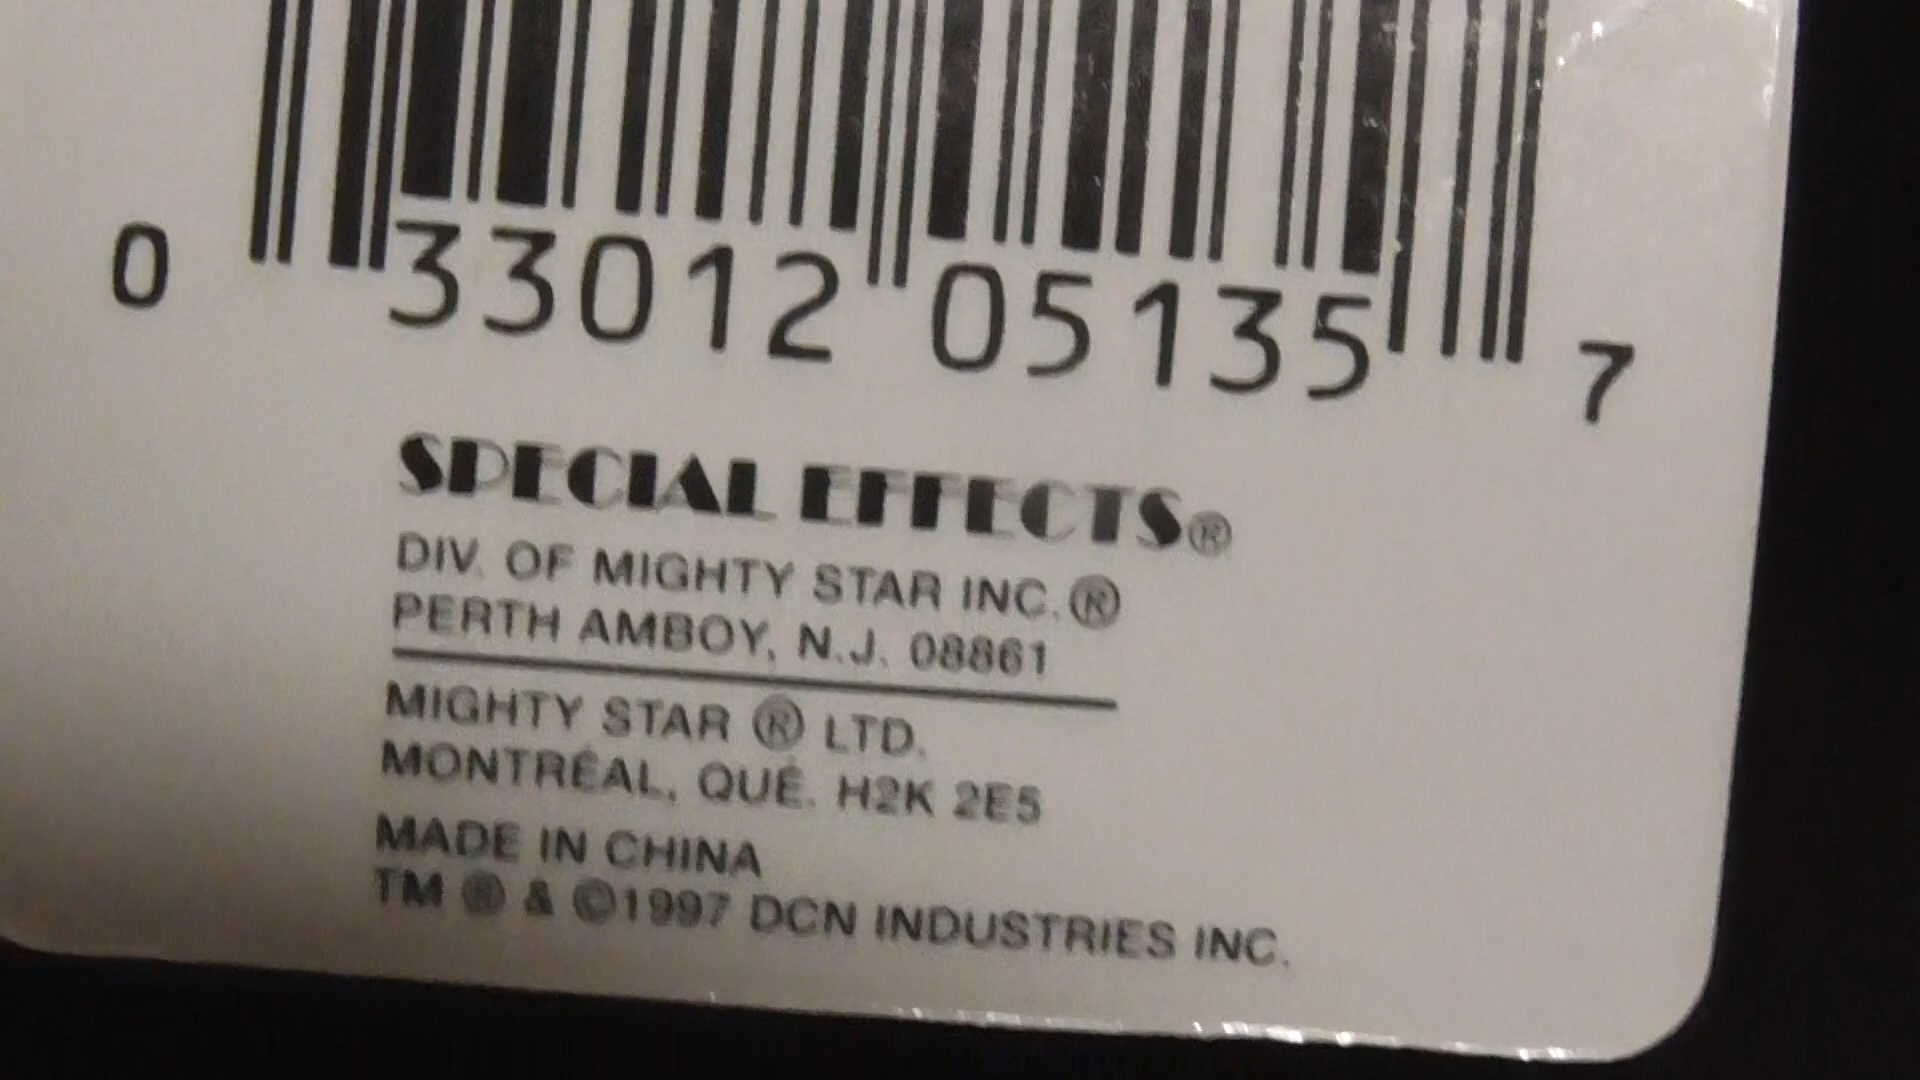 0 33012 05135 7
SPECIAL EFFECTS®
DIV. OF MIGHTY STAR INC.®
PERTH AMBOY, N.J. 08861
MIGHTY STAR ® LTD.
MONTRÉAL, QUÉ. H2K 2E5
MADE IN CHINA
TM ® & ©1997 DCN INDUSTRIES INC.